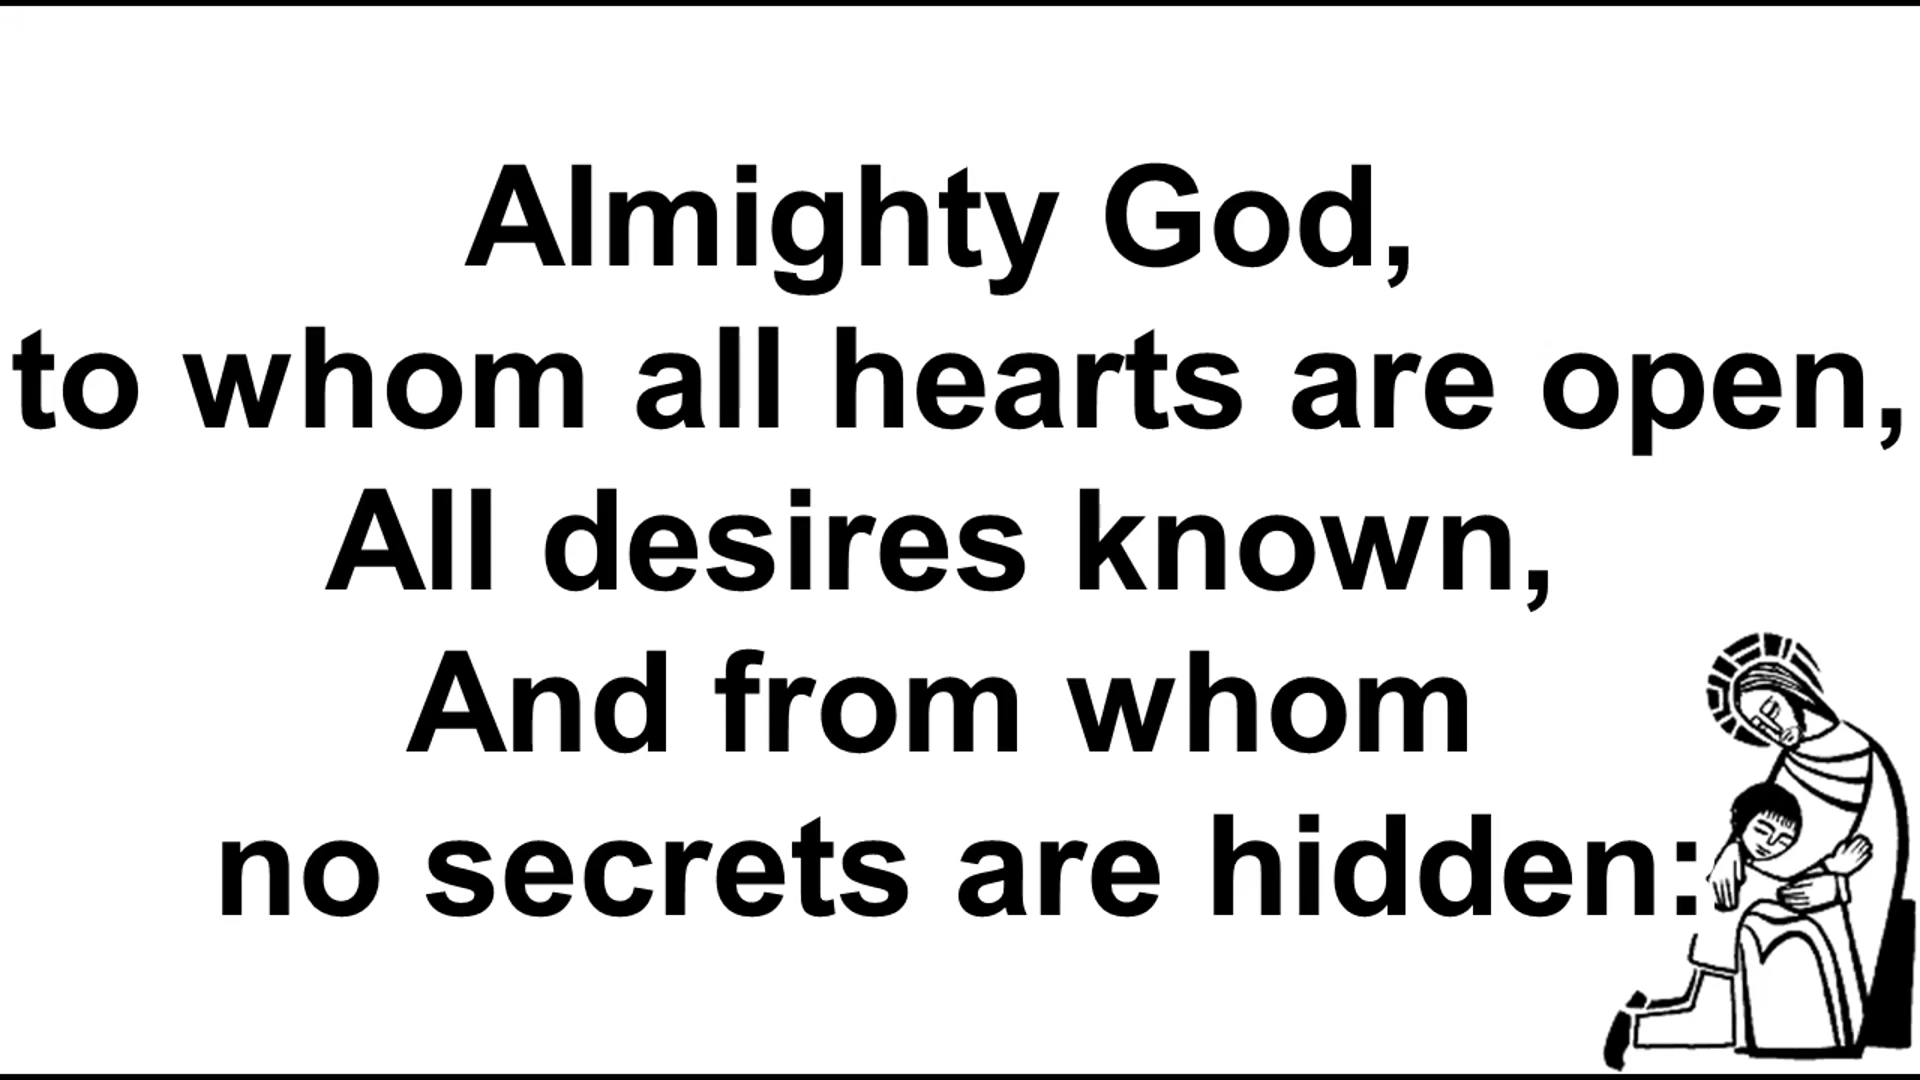 Almighty God,
to whom all hearts are open,
All desires known,
And from whom
no secrets are hidden: